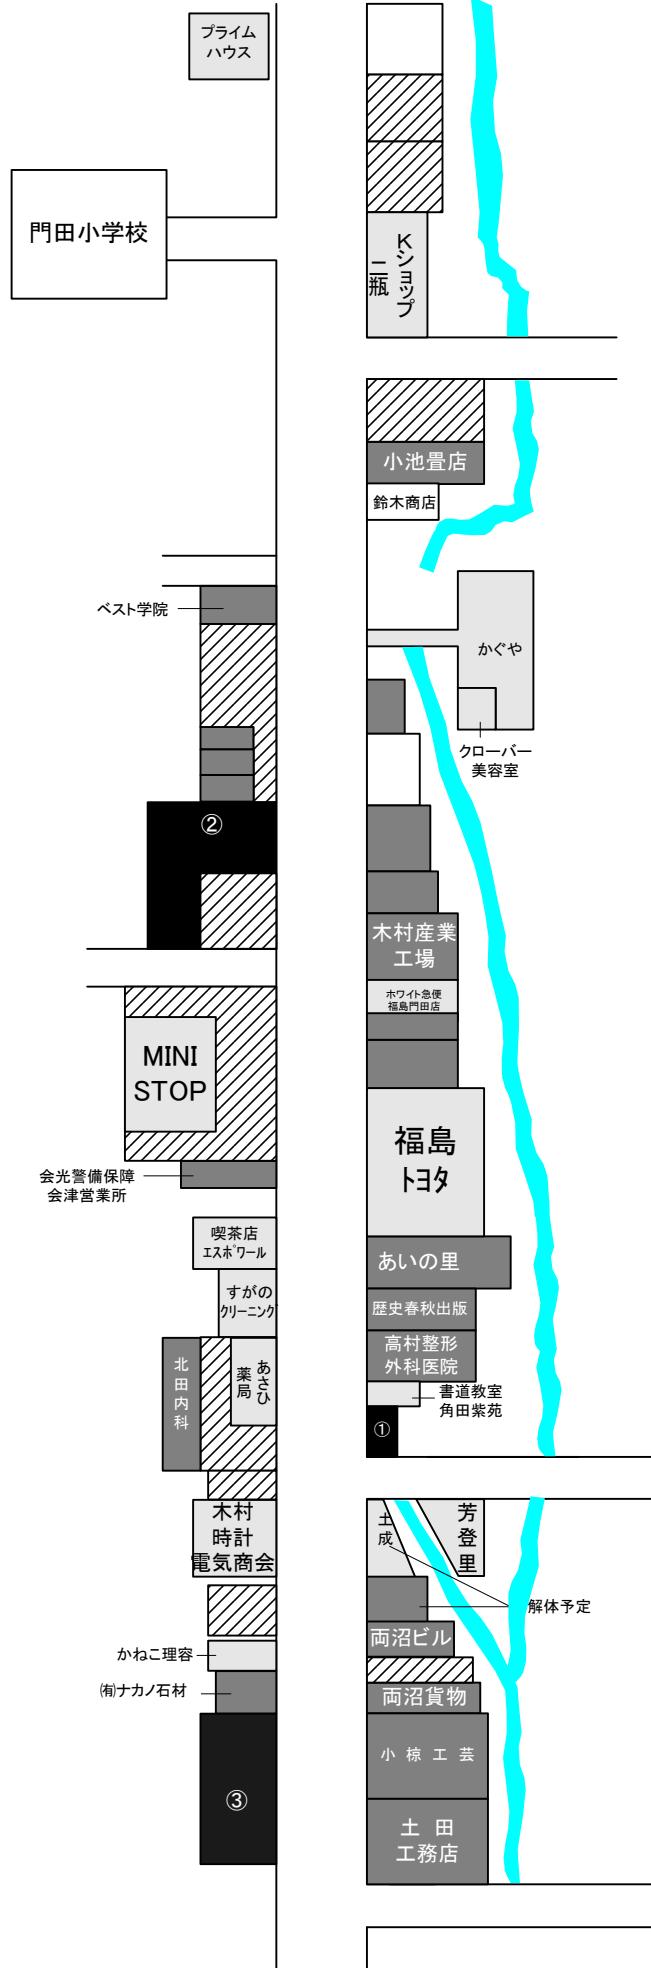 プライム
ハウス
門田小学校
Kショップ
二瓶
小池畳店
鈴木商店
ベスト学院
かぐや
クローバー
美容室
②
木村産業
工場
ホワイト急便
福島門田店
MINI
STOP
福島
トヨタ
会光警備保障
会津営業所
喫茶店
エスポワール
あいの里
すがの
クリーニング
歴史春秋出版
高村整形
外科医院
北田内科
あさひ
薬局
書道教室
角田紫苑
①
木村
時計
電気商会
土成
芳登里
解体予定
両沼ビル
かねこ理容
㈲ナカノ石材
両沼貨物
小椋工芸
③
土田
工務店